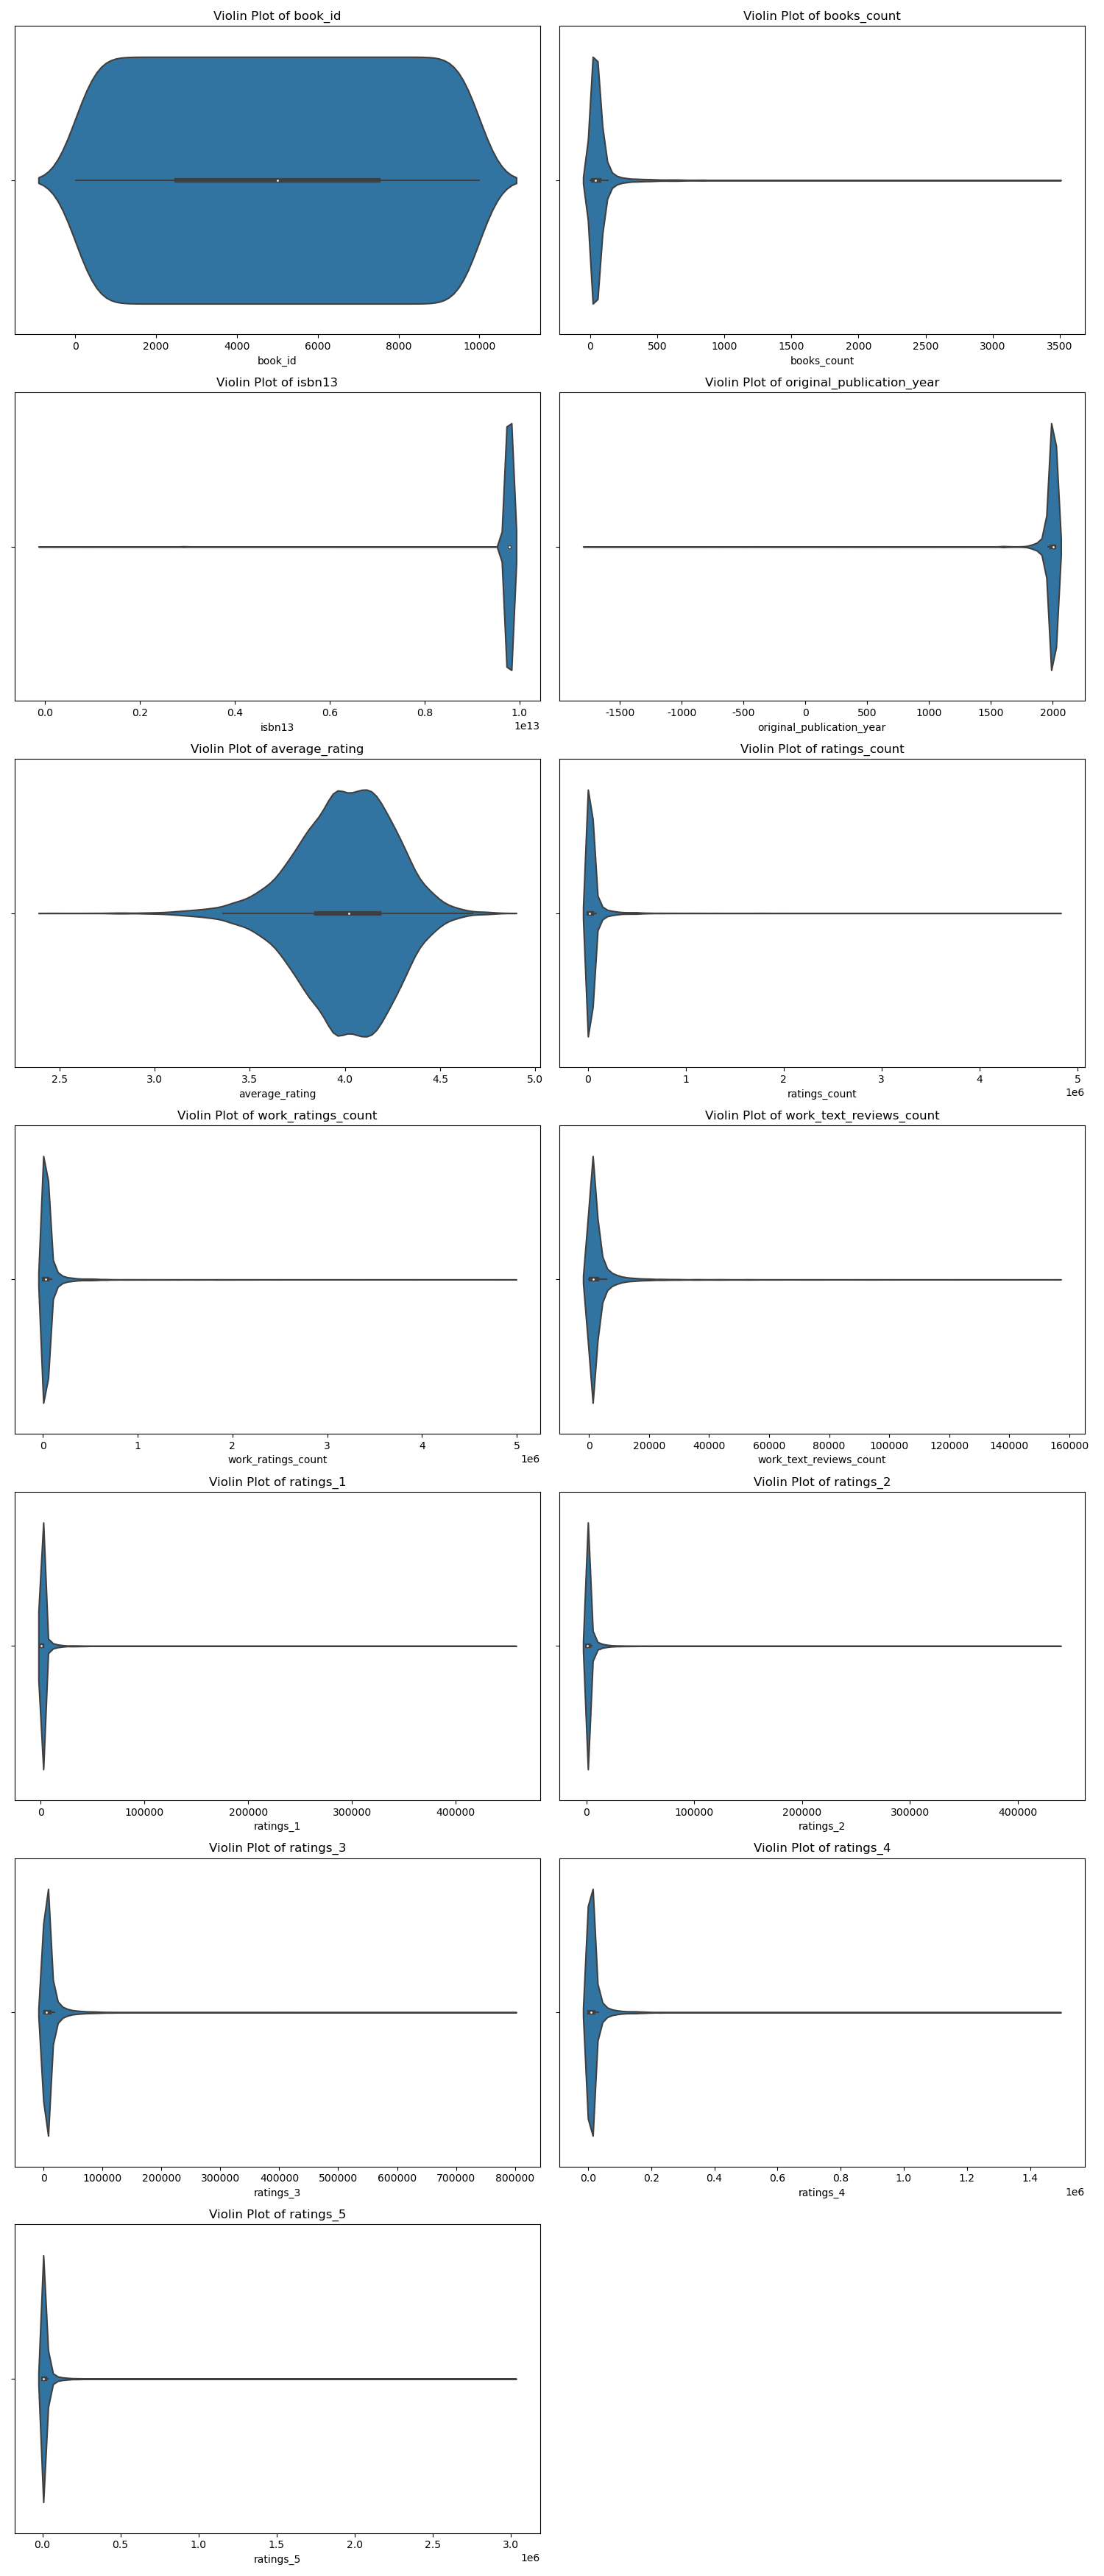 Violin Plot of book_id
0 2000 4000 6000 8000 10000
book_id
Violin Plot of books_count
0 500 1000 1500 2000 2500 3000 3500
books_count
Violin Plot of isbn13
0.0 0.2 0.4 0.6 0.8 1.0
1e13
isbn13
Violin Plot of original_publication_year
-1500 -1000 -500 0 500 1000 1500 2000
original_publication_year
Violin Plot of average_rating
2.5 3.0 3.5 4.0 4.5 5.0
average_rating
Violin Plot of ratings_count
0 1 2 3 4 5
1e6
ratings_count
Violin Plot of work_ratings_count
0 1 2 3 4 5
1e6
work_ratings_count
Violin Plot of work_text_reviews_count
0 20000 40000 60000 80000 100000 120000 140000 160000
work_text_reviews_count
Violin Plot of ratings_1
0 100000 200000 300000 400000
ratings_1
Violin Plot of ratings_2
0 100000 200000 300000 400000
ratings_2
Violin Plot of ratings_3
0 100000 200000 300000 400000 500000 600000 700000 800000
ratings_3
Violin Plot of ratings_4
0.0 0.2 0.4 0.6 0.8 1.0 1.2 1.4
1e6
ratings_4
Violin Plot of ratings_5
0.0 0.5 1.0 1.5 2.0 2.5 3.0
1e6
ratings_5